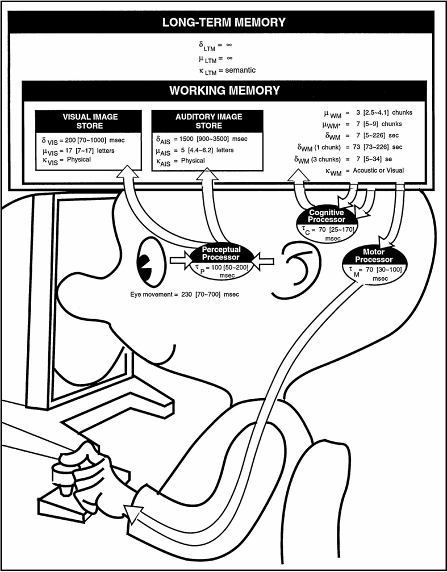 LONG-TERM MEMORY
δ LTM = ∞
μ LTM = ∞
κ LTM = semantic
WORKING MEMORY
VISUAL IMAGE
STORE
δ VIS = 200 [70~1000] msec
μ VIS = 17 [7~17] letters
κ VIS = Physical
AUDITORY IMAGE
STORE
δ AIS = 1500 [900~3500] msec
μ AIS = 5 [4.4~6.2] letters
κ AIS = Physical
μ WM = 3 [2.5~4.1] chunks
μ WM* = 7 [5~9] chunks
δ WM = 7 [5~226] sec
δ WM (1 chunk) = 73 [73~226] sec
δ WM (3 chunks) = 7 [5~34] se
κ WM = Acoustic or Visual
Cognitive
Processor
τ C = 70 [25~170]
msec
Perceptual
Processor
τ P = 100 [50~200]
msec
Motor
Processor
τ M = 70 [30~100]
msec
Eye movement = 230 [70~700] msec